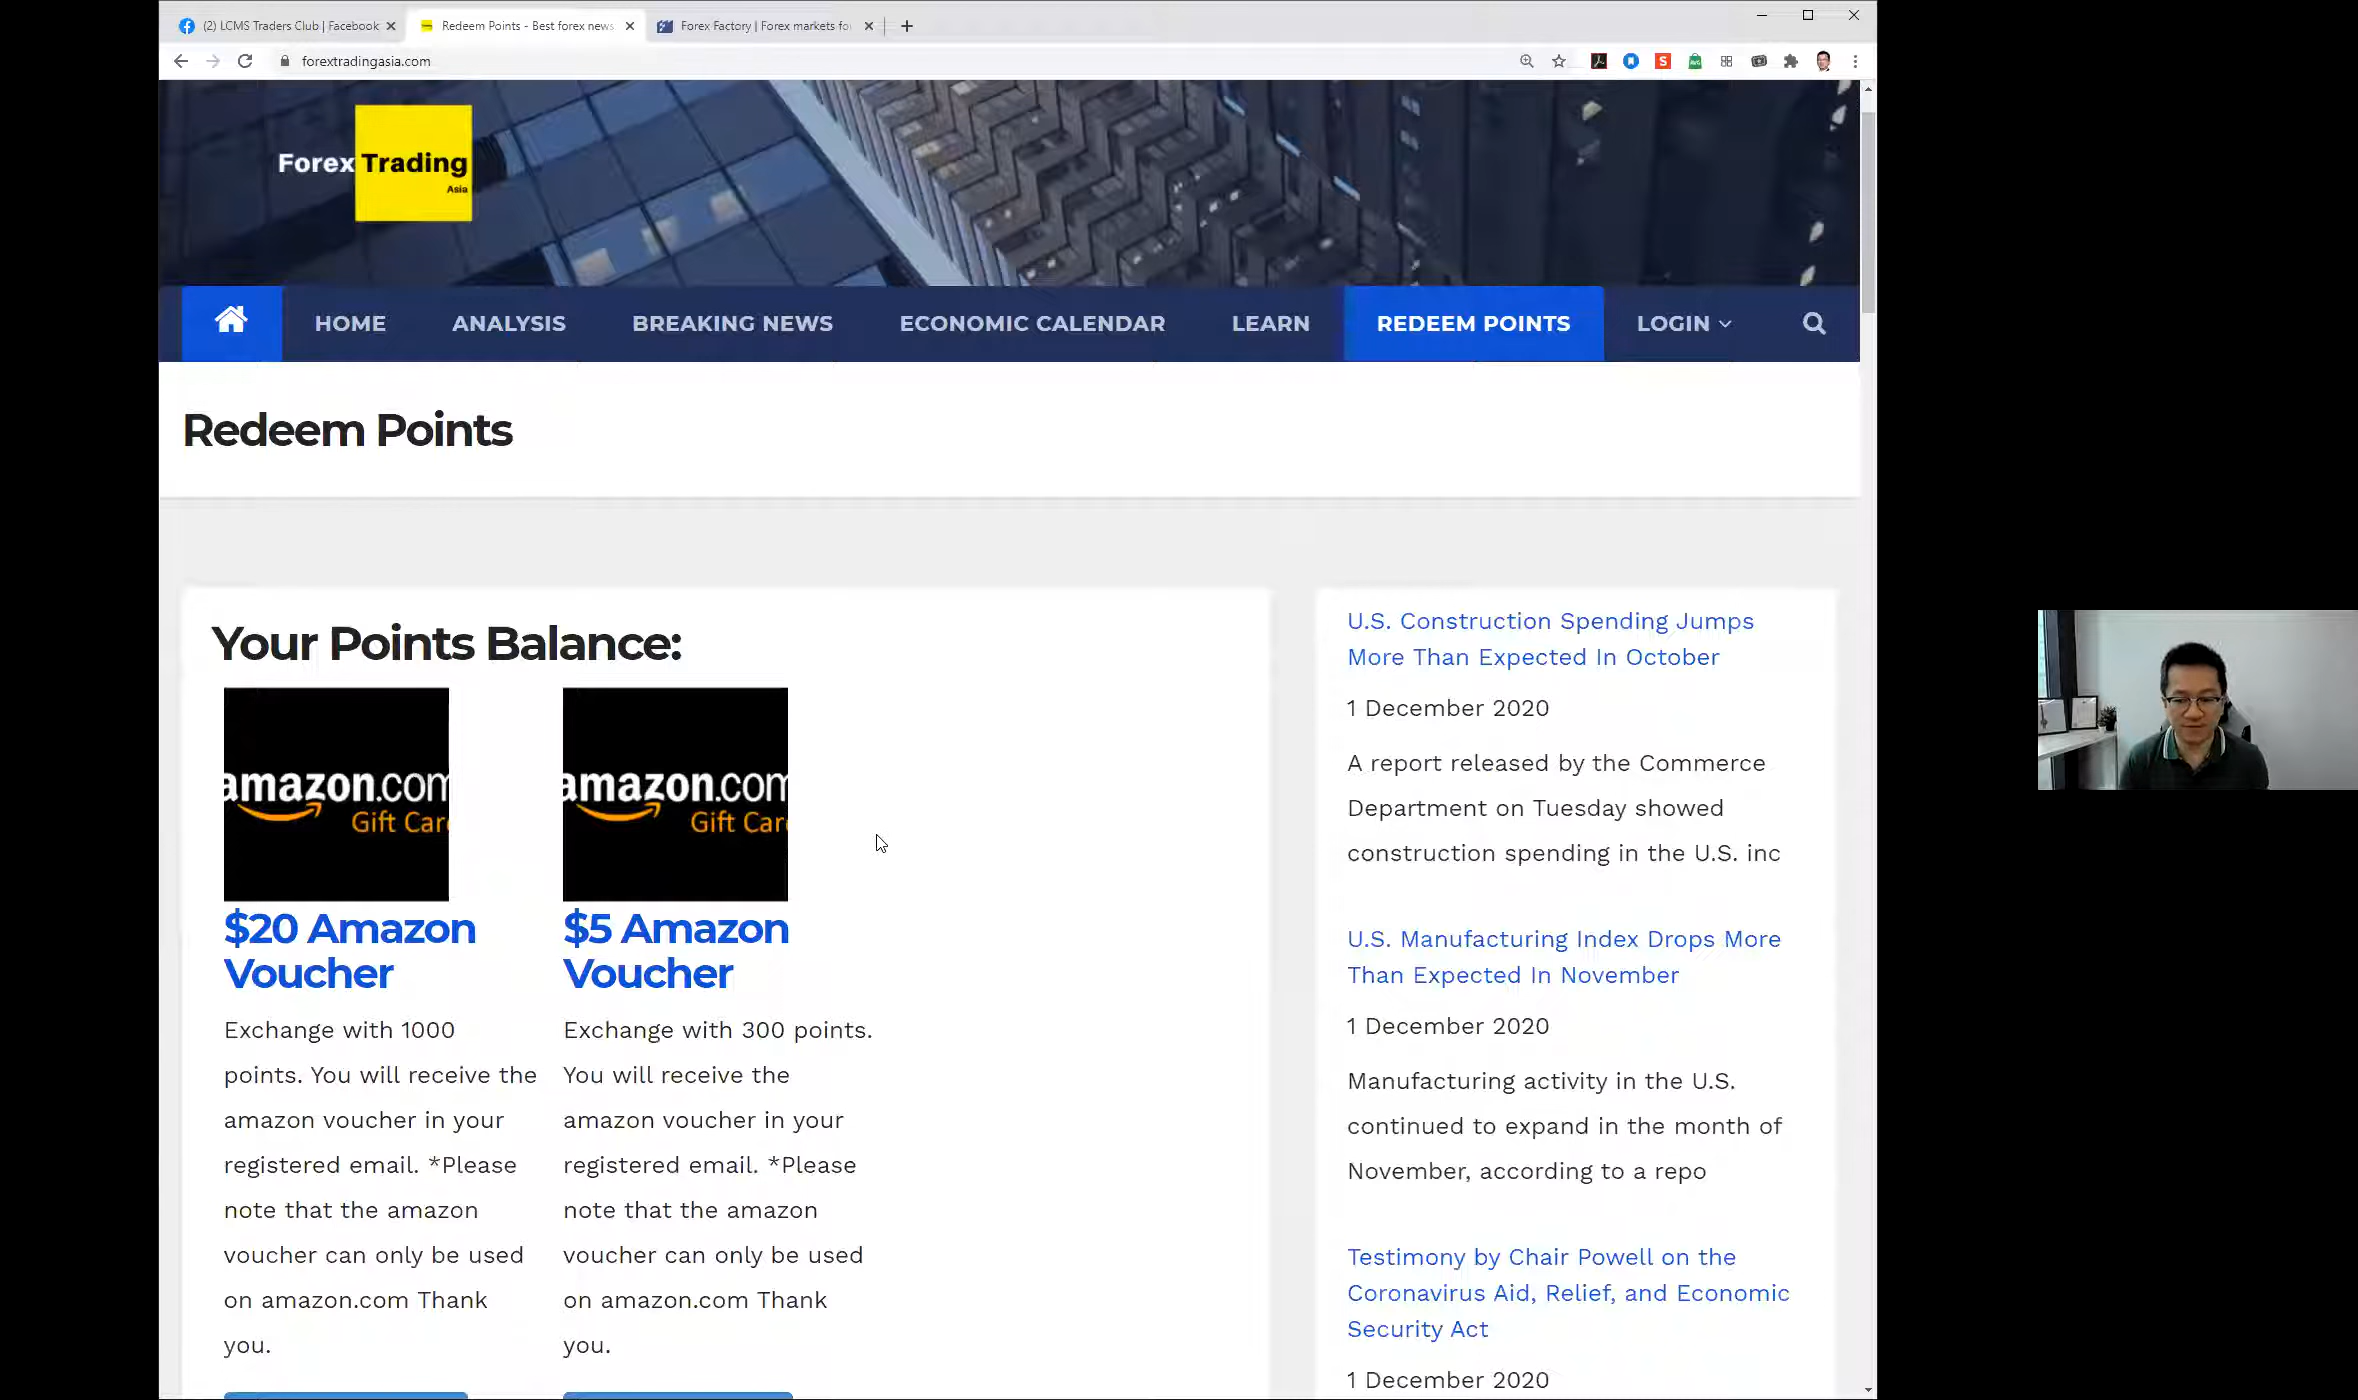 (2) LCMS Traders Club | Facebook
Redeem Points - Best forex news
Forex Factory | Forex markets fo
forextradingasia.com
Forex Trading
Asia
HOME
ANALYSIS
BREAKING NEWS
ECONOMIC CALENDAR
LEARN
REDEEM POINTS
LOGIN
Redeem Points
Your Points Balance:
amazon.com
Gift Car
amazon.com
Gift Car
$20 Amazon
Voucher
Exchange with 1000
points. You will receive the
amazon voucher in your
registered email. *Please
note that the amazon
voucher can only be used
on amazon.com Thank
you.
$5 Amazon
Voucher
Exchange with 300 points.
You will receive the
amazon voucher in your
registered email. *Please
note that the amazon
voucher can only be used
on amazon.com Thank
you.
U.S. Construction Spending Jumps
More Than Expected In October
1 December 2020
A report released by the Commerce
Department on Tuesday showed
construction spending in the U.S. inc
U.S. Manufacturing Index Drops More
Than Expected In November
1 December 2020
Manufacturing activity in the U.S.
continued to expand in the month of
November, according to a repo
Testimony by Chair Powell on the
Coronavirus Aid, Relief, and Economic
Security Act
1 December 2020